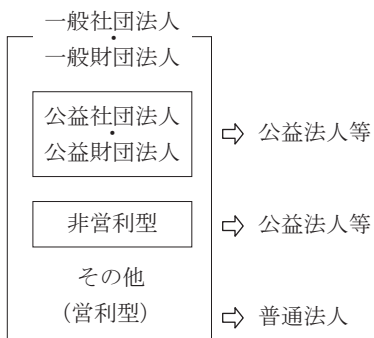 一般社団法人
・
一般財団法人
公益社団法人
・
公益財団法人
⇨ 公益法人等
非営利型
⇨ 公益法人等
その他
（営利型）
⇨ 普通法人